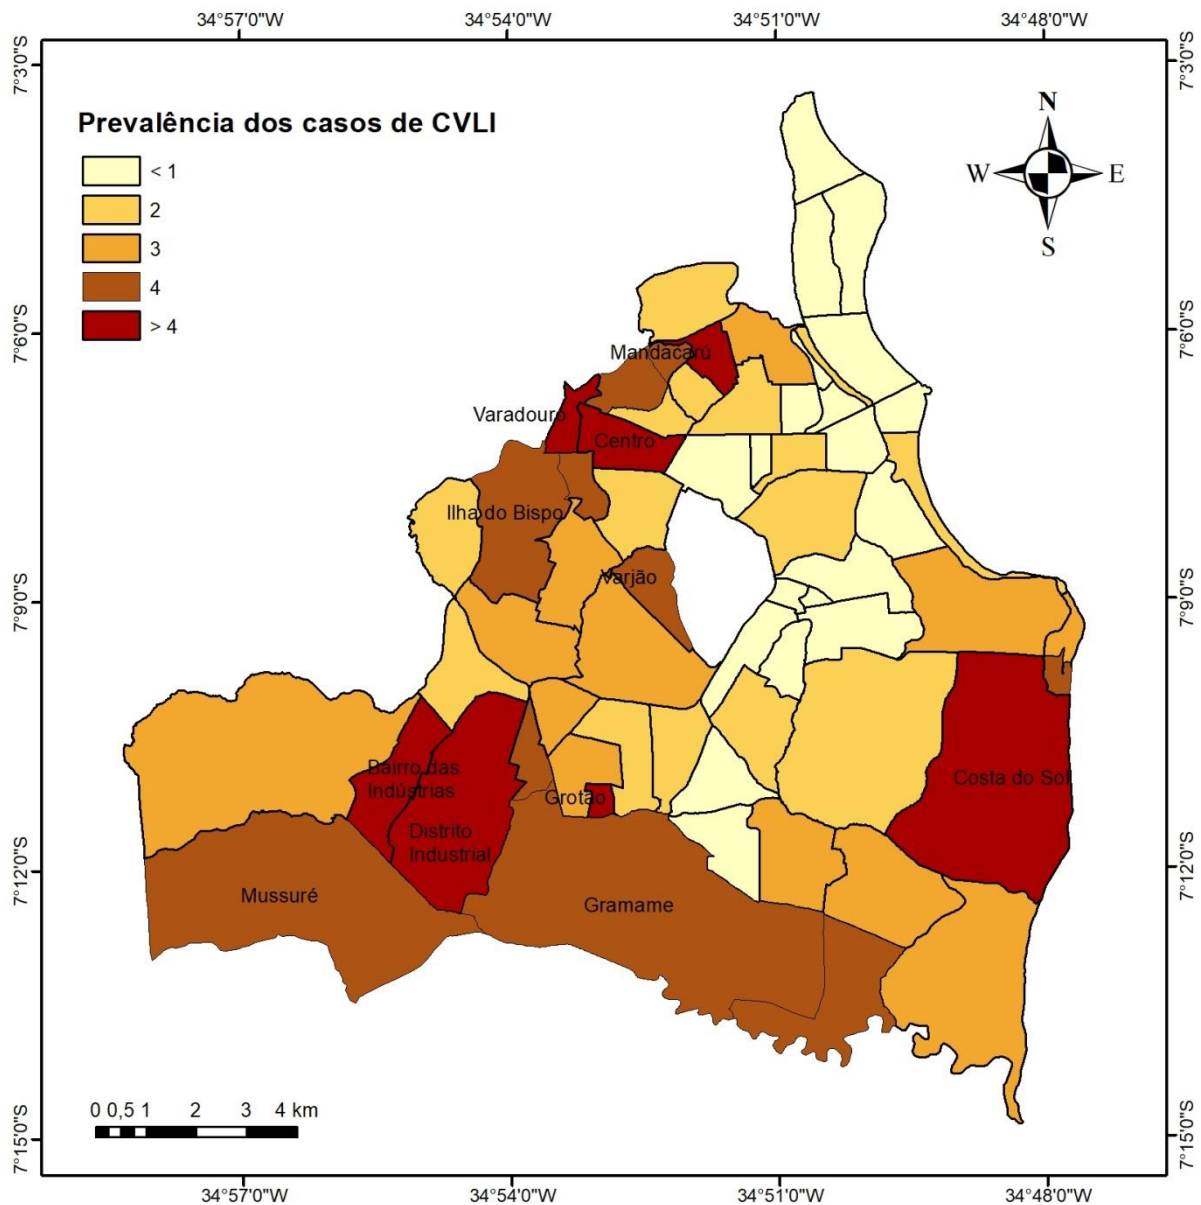 34°57'0"W
34°54'0"W
34°51'0"W
34°48'0"W
7°3'0"S
7°3'0"S
Prevalência dos casos de CVLI
< 1
2
3
4
> 4
N
W
E
S
7°6'0"S
7°6'0"S
Mandacarú
Varadouro
Centro
Ilha do Bispo
Varjão
7°9'0"S
7°9'0"S
Bairro das
Indústrias
Costa do Sol
Grotão
Distrito
Industrial
7°12'0"S
7°12'0"S
Mussuré
Gramame
0 0,5 1 2 3 4 km
7°15'0"S
7°15'0"S
34°57'0"W
34°54'0"W
34°51'0"W
34°48'0"W